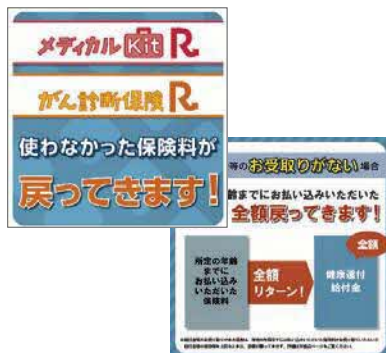 メディカルKit R
がん診断保険R
使わなかった保険料が
戻ってきます!
等のお受取りがない場合
齢までにお払い込みいただいた
全額戻ってきます!
全額
所定の年齢
までに
お払い込み
いただいた
保険料
全額
リターン!
健康還付
給付金